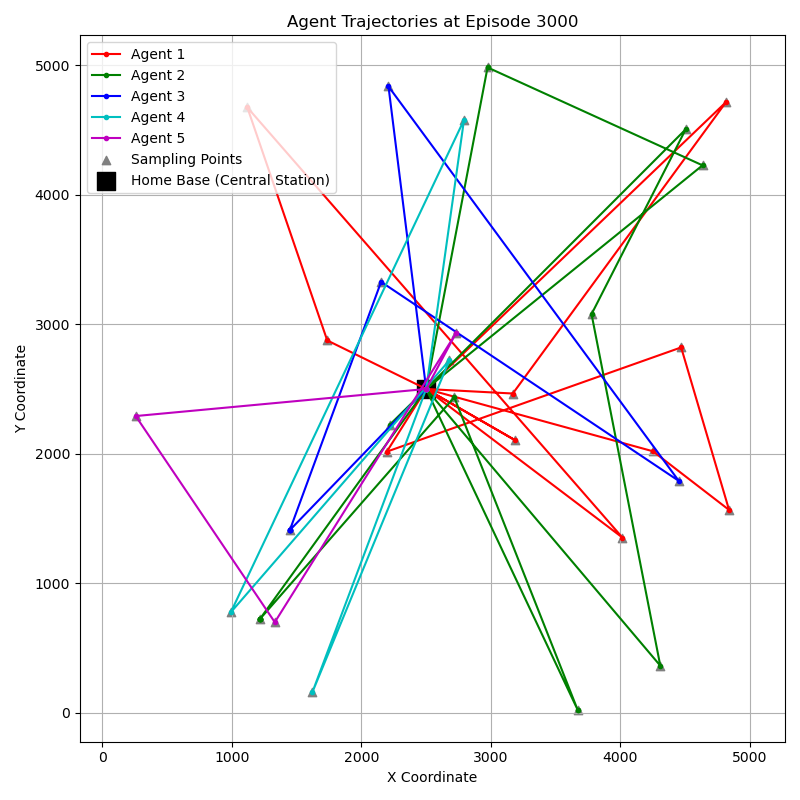 Agent Trajectories at Episode 3000
Agent 1
Agent 2
Agent 3
Agent 4
Agent 5
Sampling Points
Home Base (Central Station)
Y Coordinate
5000
4000
3000
2000
1000
0
0 1000 2000 3000 4000 5000
X Coordinate